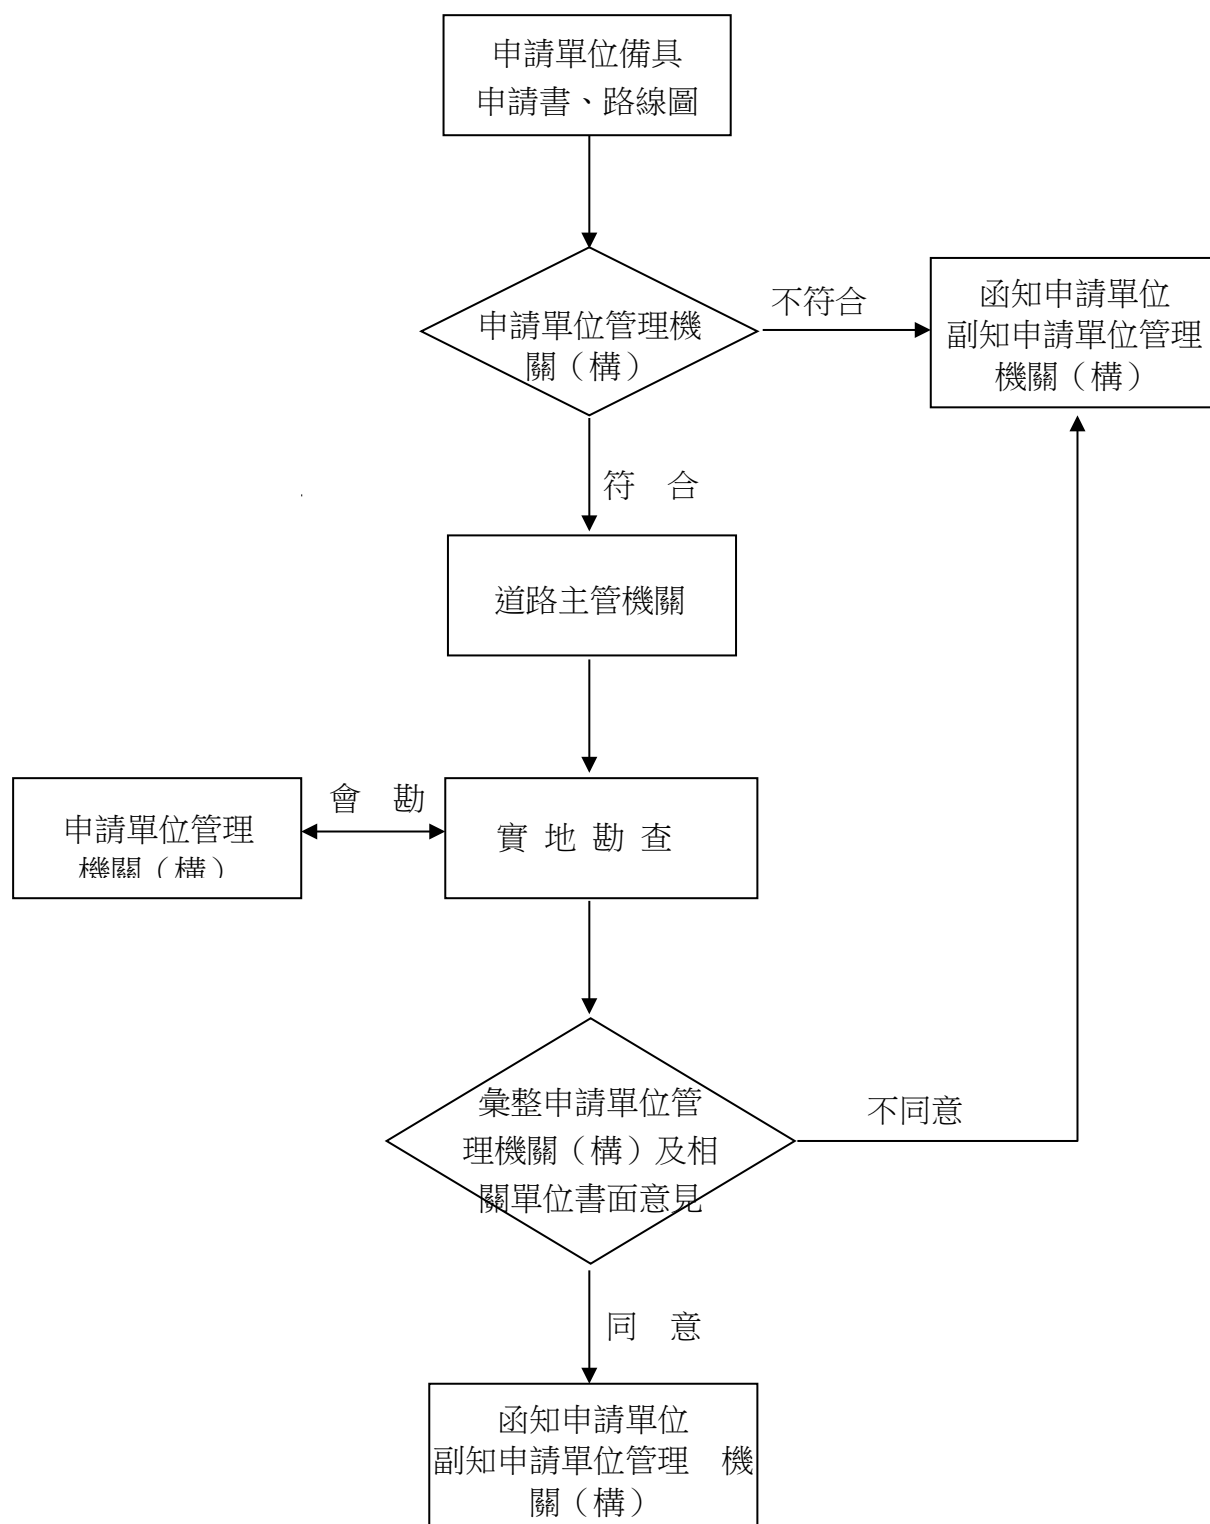 申請單位備具
申請書、路線圖
申請單位管理機
關（構）
不符合
函知申請單位
副知申請單位管理
機關（構）
符　合
道路主管機關
申請單位管理
機關（構）
會　勘
實 地 勘 查
彙整申請單位管
理機關（構）及相
關單位書面意見
不同意
同　意
函知申請單位
副知申請單位管理　機
關（構）